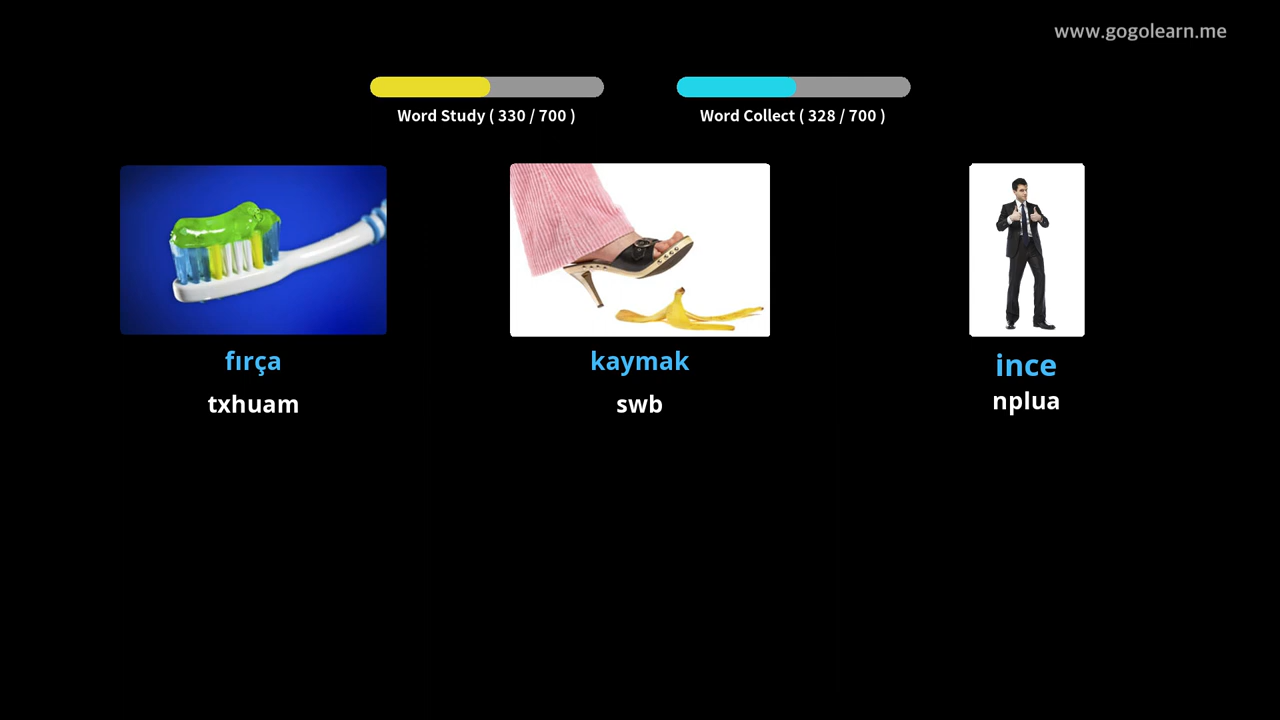 www.gogolearn.me
Word Study ( 330 / 700 )
Word Collect ( 328 / 700 )
fırça
kaymak
ince
txhuam
swb
nplua